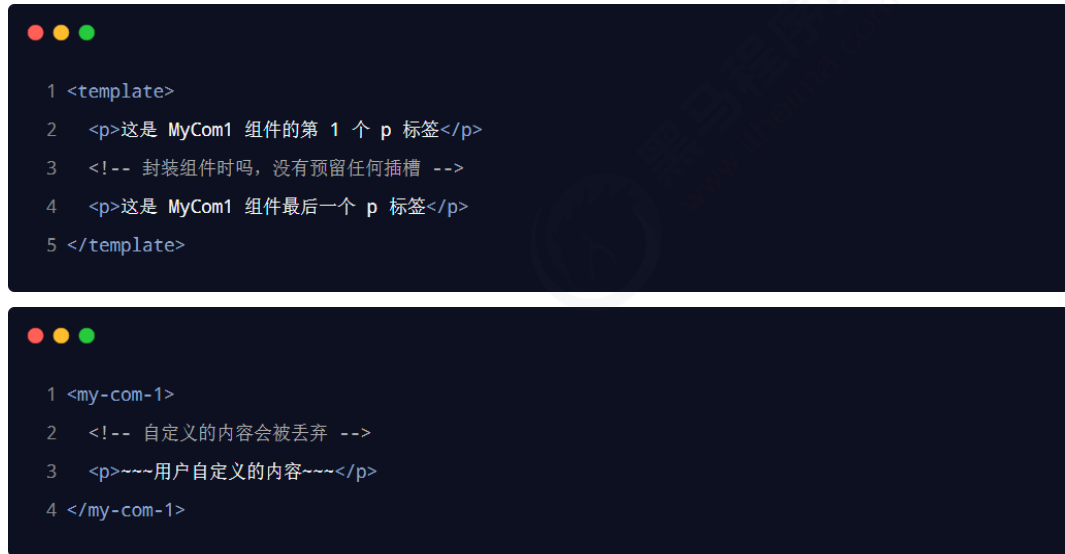 1 <template>
2   <p>这是 MyCom1 组件的第 1 个 p 标签</p>
3   <!-- 封装组件时吗，没有预留任何插槽 -->
4   <p>这是 MyCom1 组件最后一个 p 标签</p>
5 </template>
1 <my-com-1>
2   <!-- 自定义的内容会被丢弃 -->
3   <p>~~~用户自定义的内容~~~</p>
4 </my-com-1>